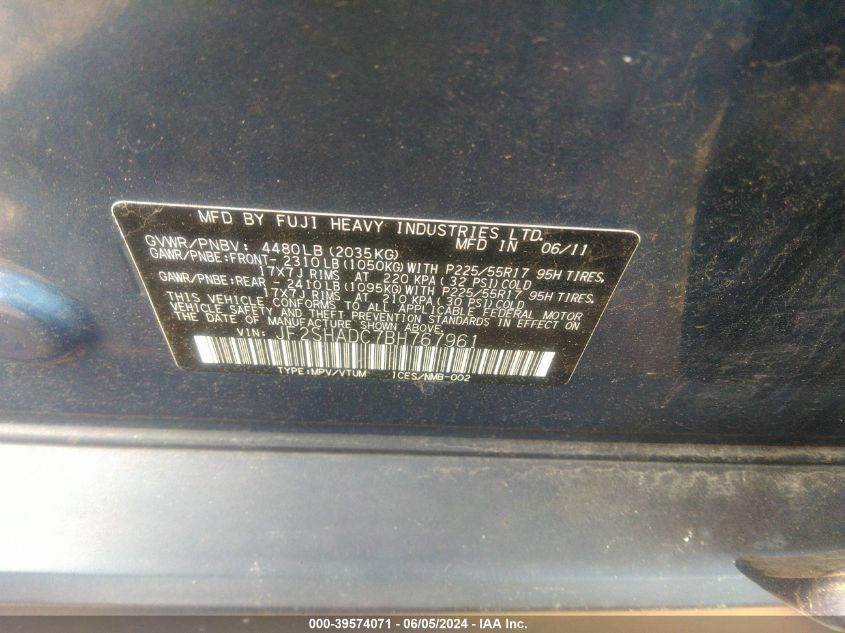 MFD BY FUJI HEAVY INDUSTRIES LTD.
GVWR/PNBV: 4480LB (2035KG) MFD IN 06/11
GAWR/PNBE:FRONT- 2310LB (1050KG) WITH P225/55R17 95H TIRES,
17X7J RIMS AT 220 KPA (32 PSI) COLD
GAWR/PNBE:REAR - 2410LB (1095KG) WITH P225/55R17 95H TIRES,
17X7J RIMS AT 210 KPA (30 PSI) COLD
THIS VEHICLE CONFORMS TO ALL APPLICABLE FEDERAL MOTOR
VEHICLE SAFETY AND THEFT PREVENTION STANDARDS IN EFFECT ON
DATE OF MANUFACTURE SHOWN ABOVE.
VIN: JF2SHADC7BH767961
TYPE:MPV/VTUM ICES/NMB-002
000-39574071 - 06/05/2024 - IAA Inc.